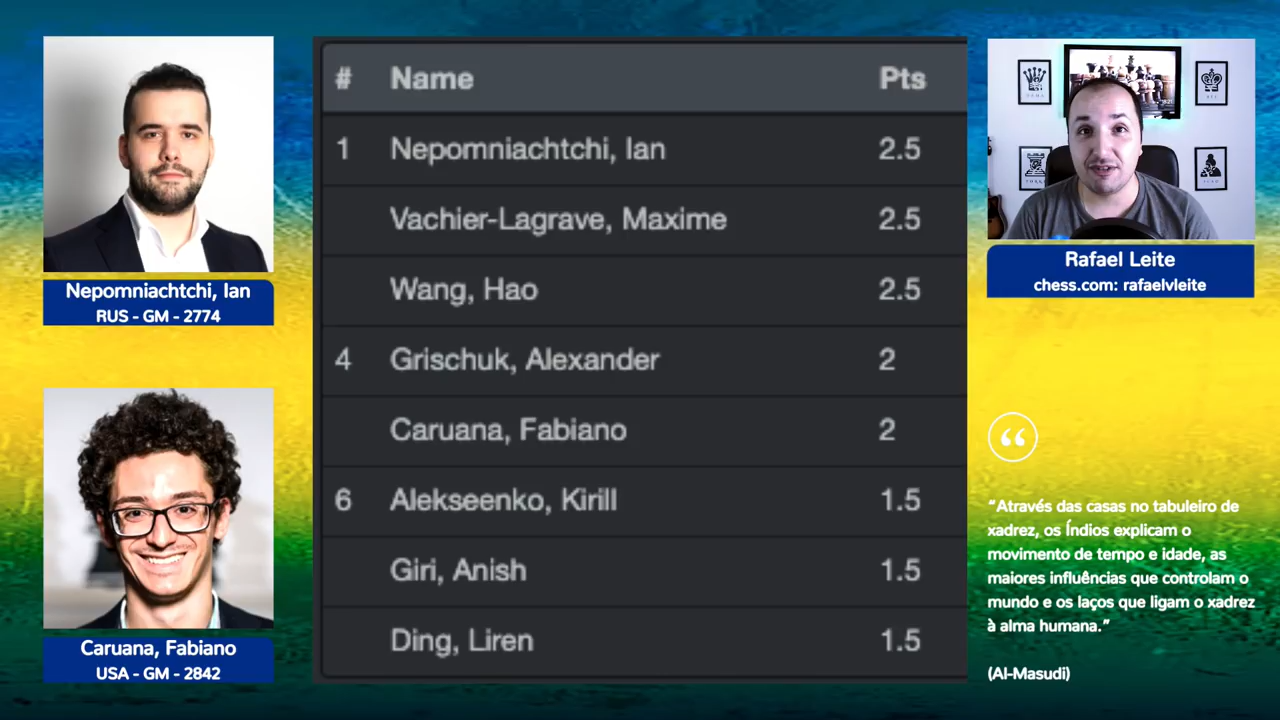 Nepomniachtchi, Ian
RUS - GM - 2774
Caruana, Fabiano
USA - GM - 2842
# Name Pts
1 Nepomniachtchi, Ian 2.5
Vachier-Lagrave, Maxime 2.5
Wang, Hao 2.5
4 Grischuk, Alexander 2
Caruana, Fabiano 2
6 Alekseenko, Kirill 1.5
Giri, Anish 1.5
Ding, Liren 1.5
Rafael Leite
chess.com: rafaelvleite
“
“Através das casas no tabuleiro de
xadrez, os Índios explicam o
movimento de tempo e idade, as
maiores influências que controlam o
mundo e os laços que ligam o xadrez
à alma humana.”
(Al-Masudi)